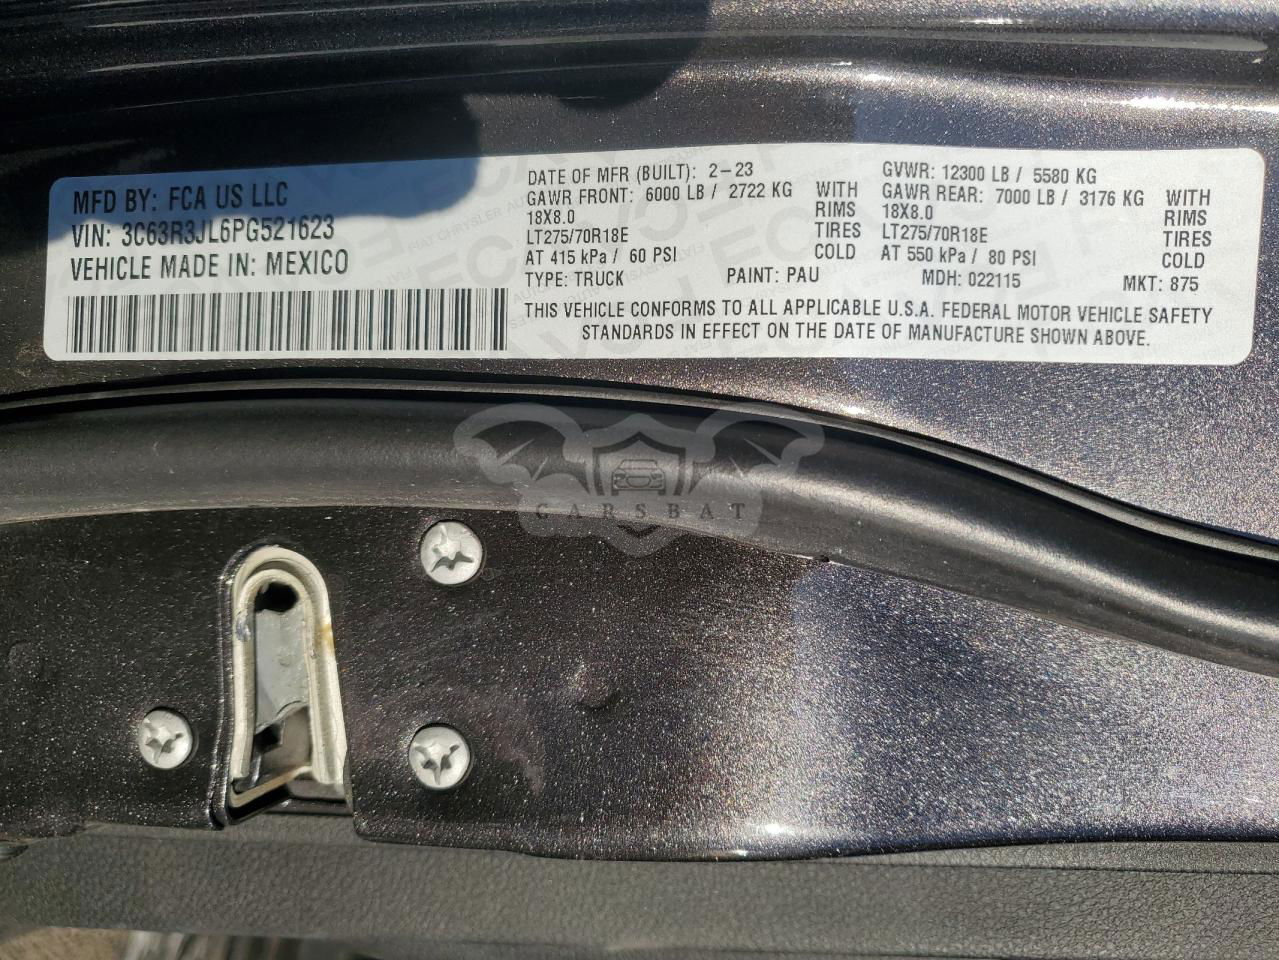 MFD BY: FCA US LLC
VIN: 3C63R3JL6PG521623
VEHICLE MADE IN: MEXICO
DATE OF MFR (BUILT): 2-23
GAWR FRONT: 6000 LB / 2722 KG WITH
18X8.0 RIMS
LT275/70R18E TIRES
AT 415 kPa / 60 PSI COLD
TYPE: TRUCK PAINT: PAU
GVWR: 12300 LB / 5580 KG
GAWR REAR: 7000 LB / 3176 KG WITH
18X8.0 RIMS
LT275/70R18E TIRES
AT 550 kPa / 80 PSI COLD
MDH: 022115 MKT: 875
THIS VEHICLE CONFORMS TO ALL APPLICABLE U.S.A. FEDERAL MOTOR VEHICLE SAFETY
STANDARDS IN EFFECT ON THE DATE OF MANUFACTURE SHOWN ABOVE.
CARSBAT